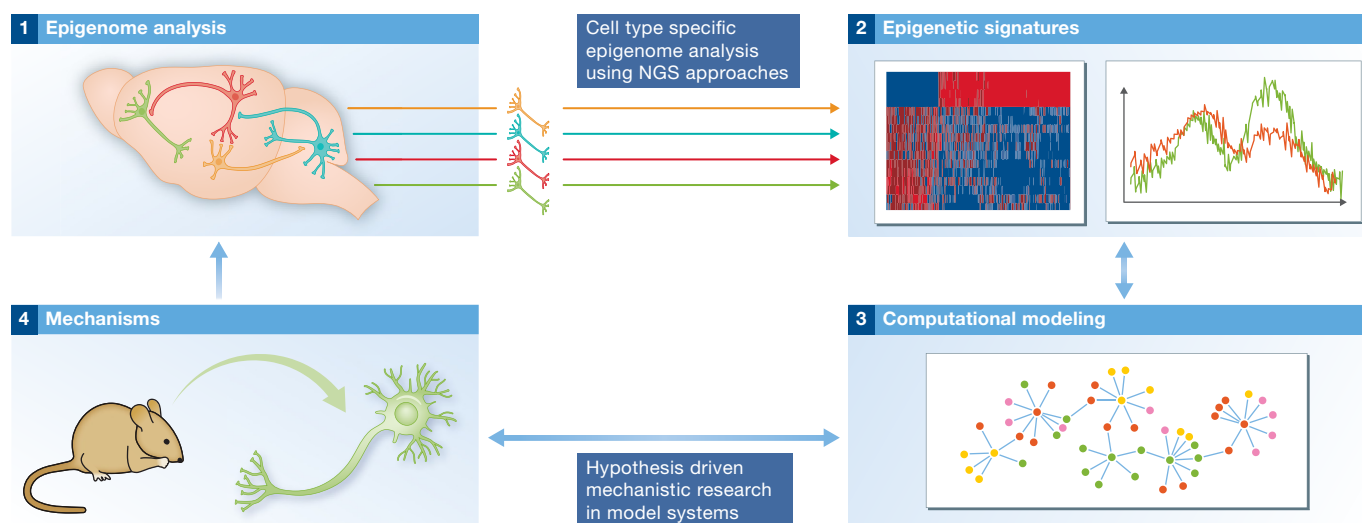 1 Epigenome analysis
Cell type specific
epigenome analysis
using NGS approaches
2 Epigenetic signatures
4 Mechanisms
Hypothesis driven
mechanistic research
in model systems
3 Computational modeling